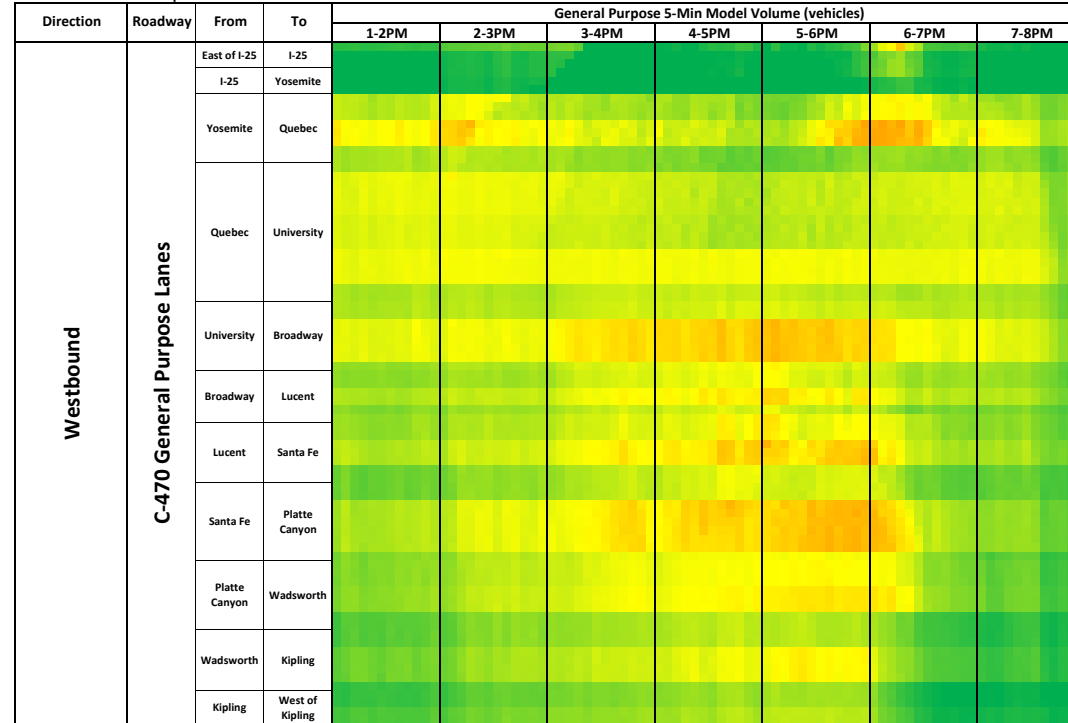 General Purpose 5-Min Model Volume (vehicles)
Direction Roadway From To
1-2PM 2-3PM 3-4PM 4-5PM 5-6PM 6-7PM 7-8PM
Westbound
C-470 General Purpose Lanes
East of I-25 I-25
I-25 Yosemite
Yosemite Quebec
Quebec University
University Broadway
Broadway Lucent
Lucent Santa Fe
Santa Fe Platte
Canyon
Platte
Canyon Wadsworth
Wadsworth Kipling
Kipling West of
Kipling